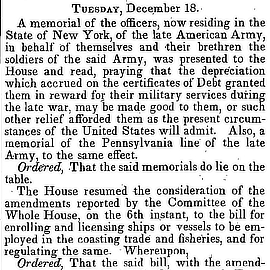 TUESDAY, December 18.
A memorial of the officers, now residing in the
State of New York, of the late American Army,
in behalf of themselves and their brethren the
soldiers of the said Army, was presented to the
House and read, praying that the depreciation
which accrued on the certificates of Debt granted
them in reward for their military services during
the late war, may be made good to them, or such
other relief afforded them as the present circum-
stances of the United States will admit. Also, a
memorial of the Pennsylvania line of the late
Army, to the same effect.
Ordered, That the said memorials do lie on the
table.
The House resumed the consideration of the
amendments reported by the Committee of the
Whole House, on the 6th instant, to the bill for
enrolling and licensing ships or vessels to be em-
ployed in the coasting trade and fisheries, and for
regulating the same. Whereupon,
Ordered, That the said bill, with the amend-